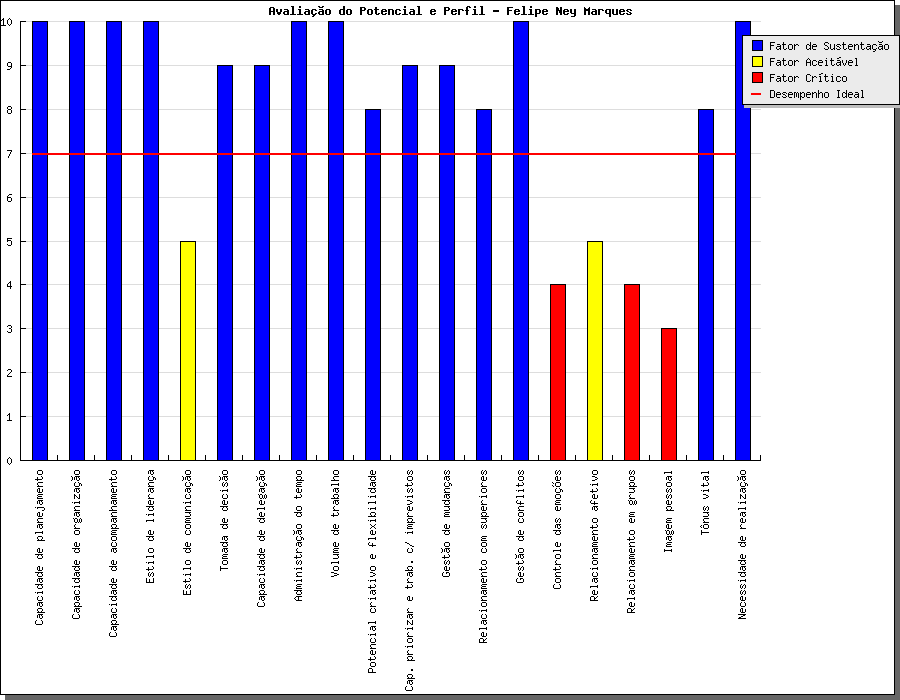 Avaliação do Potencial e Perfil - Felipe Ney Marques
Fator de Sustentação
Fator Aceitável
Fator Crítico
Desempenho Ideal
10
9
8
7
6
5
4
3
2
1
0
Capacidade de planejamento
Capacidade de organização
Capacidade de acompanhamento
Estilo de liderança
Estilo de comunicação
Tomada de decisão
Capacidade de delegação
Administração do tempo
Volume de trabalho
Potencial criativo e flexibilidade
Cap. priorizar e trab. c/ imprevistos
Gestão de mudanças
Relacionamento com superiores
Gestão de conflitos
Controle das emoções
Relacionamento afetivo
Relacionamento em grupos
Imagem pessoal
Tônus vital
Necessidade de realização